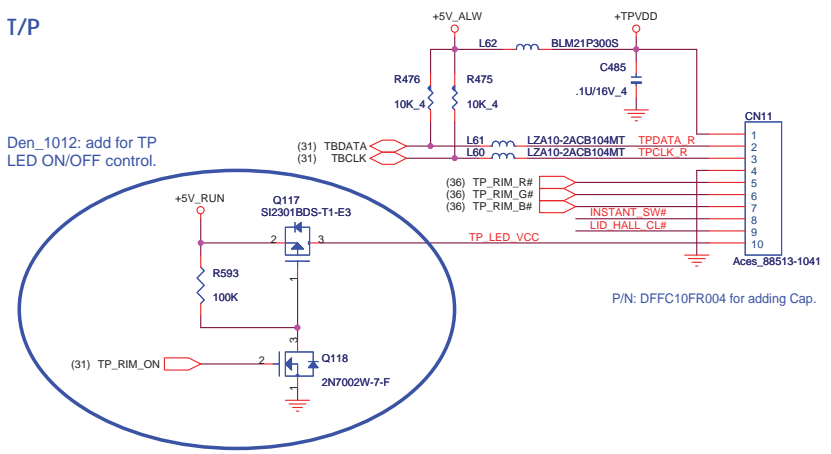 T/P
+5V_ALW
+TPVDD
L62
BLM21P300S
C485
.1U/16V_4
R476
R475
10K_4
10K_4
CN11
Den_1012: add for TP
LED ON/OFF control.
(31) TBDATA
L61
LZA10-2ACB104MT
TPDATA_R
(31) TBCLK
L60
LZA10-2ACB104MT
TPCLK_R
1
2
3
4
5
6
7
8
9
10
(36) TP_RIM_R#
(36) TP_RIM_G#
(36) TP_RIM_B#
INSTANT_SW#
LID_HALL_CL#
TP_LED_VCC
Aces_88513-1041
P/N: DFFC10FR004 for adding Cap.
+5V_RUN
Q117
SI2301BDS-T1-E3
2
3
1
R593
100K
3
(31) TP_RIM_ON
2
Q118
2N7002W-7-F
1